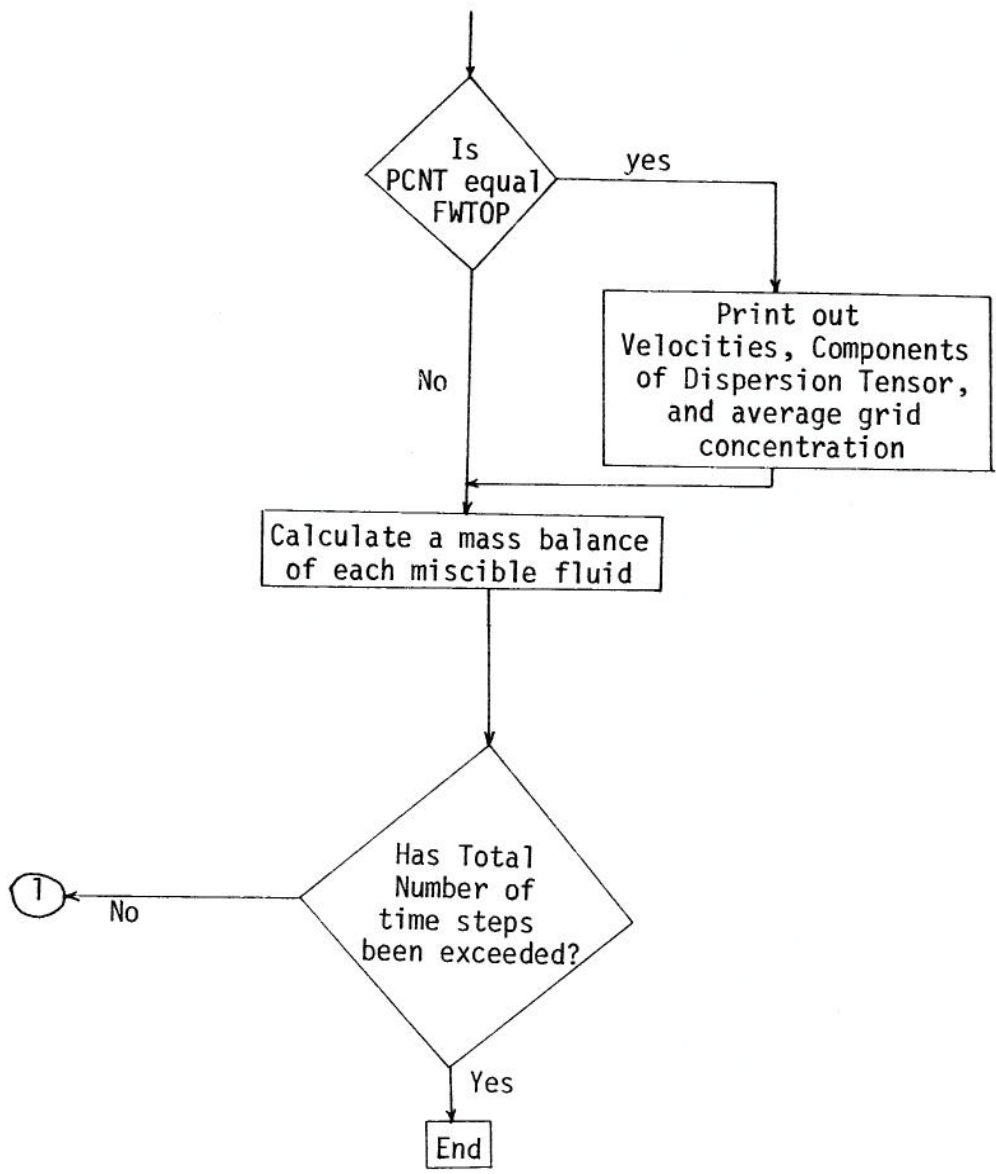 Is
PCNT equal
FWTOP
yes
Print out
Velocities, Components
of Dispersion Tensor,
and average grid
concentration
No
Calculate a mass balance
of each miscible fluid
Has Total
Number of
time steps
been exceeded?
1
No
Yes
End